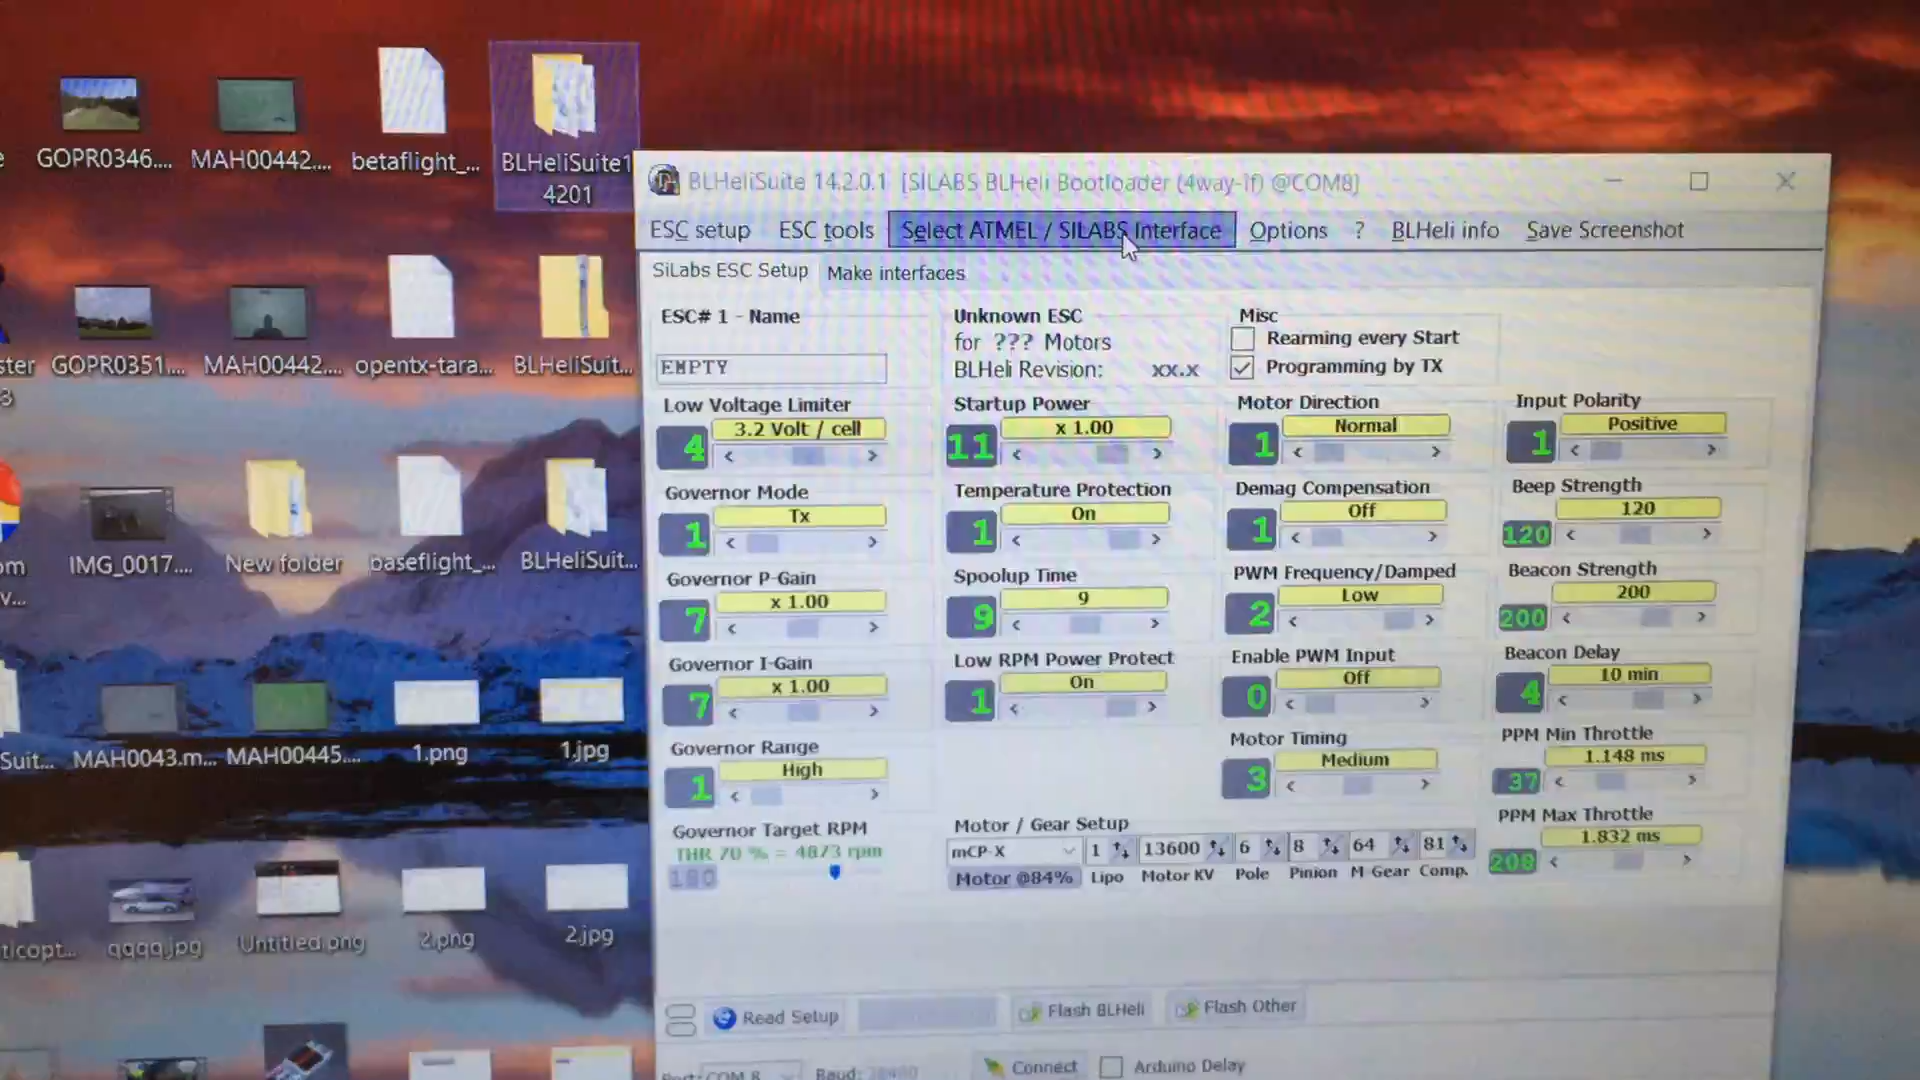 GOPR0346....
MAH00442....
betaflight_...
BLHeliSuite1
4201
GOPR0351....
MAH00442....
opentx-tara...
BLHeliSuit...
IMG_0017....
New folder
baseflight_...
BLHeliSuit...
MAH0043.m...
MAH00445....
1.png
1.jpg
qqqq.jpg
Untitled.png
2.png
2.jpg
BLHeliSuite 14.2.0.1 [SiLABS BLHeli Bootloader (4way-if) @COM8]
ESC setup ESC tools Select ATMEL / SILABS Interface Options ? BLHeli info Save Screenshot
SiLabs ESC Setup Make interfaces
ESC# 1 - Name
EMPTY
Unknown ESC
for ??? Motors
BLHeli Revision: xx.x
Misc
Rearming every Start
Programming by TX
Low Voltage Limiter
3.2 Volt / cell
4
Startup Power
x 1.00
11
Motor Direction
Normal
1
Input Polarity
Positive
1
Governor Mode
Tx
1
Temperature Protection
On
1
Demag Compensation
Off
1
Beep Strength
120
120
Governor P-Gain
x 1.00
7
Spoolup Time
9
9
PWM Frequency/Damped
Low
2
Beacon Strength
200
200
Governor I-Gain
x 1.00
7
Low RPM Power Protect
On
1
Enable PWM Input
Off
0
Beacon Delay
10 min
4
Governor Range
High
1
Motor Timing
Medium
3
PPM Min Throttle
1.148 ms
37
Governor Target RPM
THR 70 % = 4873 rpm
180
Motor / Gear Setup
mCP-X 1 13600 6 8 64 81
Motor @84% Lipo Motor KV Pole Pinion M-Gear Comp.
PPM Max Throttle
1.832 ms
208
Read Setup
Flash BLHeli
Flash Other
Port: COM 8
Baud: 38400
Connect
Arduino Delay